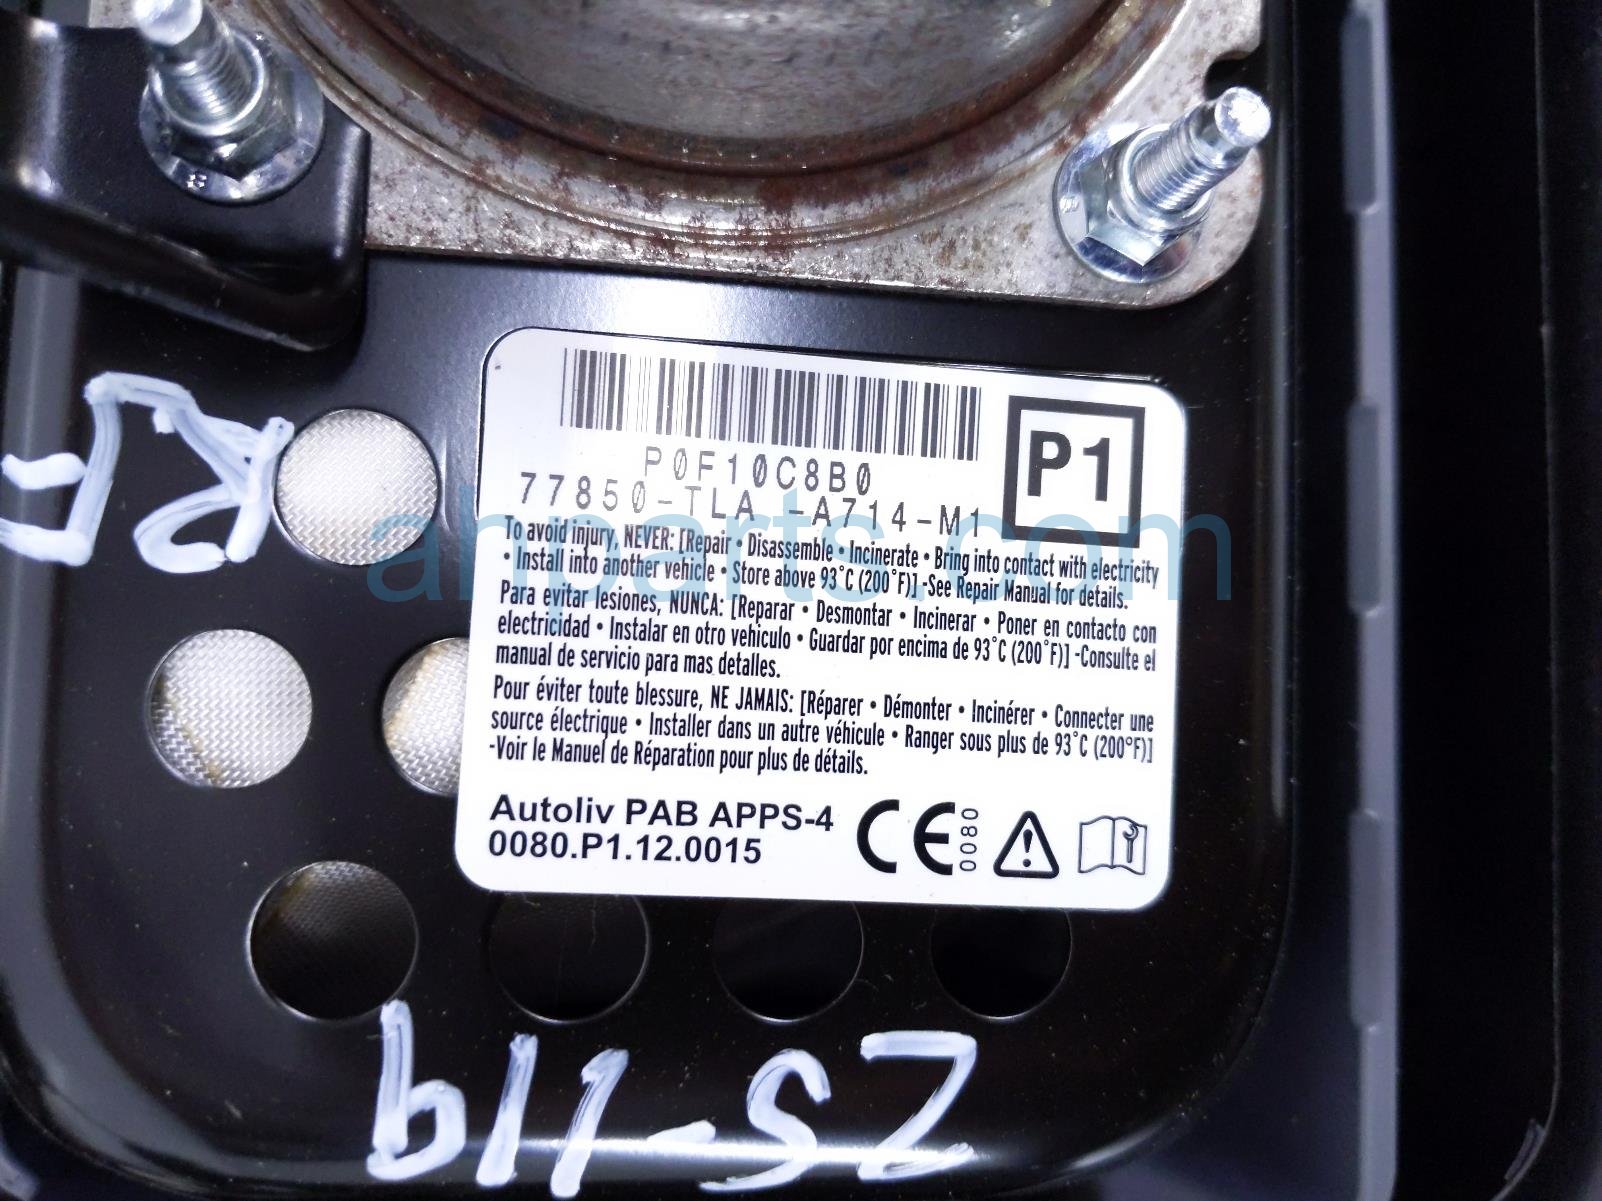 P0F10C8B0
77850-TLA -A714-M1
P1
To avoid injury, NEVER: [Repair • Disassemble • Incinerate • Bring into contact with electricity
• Install into another vehicle • Store above 93°C (200°F)] -See Repair Manual for details.
Para evitar lesiones, NUNCA: [Reparar • Desmontar • Incinerar • Poner en contacto con
electricidad • Instalar en otro vehiculo • Guardar por encima de 93°C (200°F)] -Consulte el
manual de servicio para mas detalles.
Pour éviter toute blessure, NE JAMAIS: [Réparer • Démonter • Incinérer • Connecter une
source électrique • Installer dans un autre véhicule • Ranger sous plus de 93°C (200°F)]
-Voir le Manuel de Réparation pour plus de détails.
Autoliv PAB APPS-4
0080.P1.12.0015
CE 0080
ahparts.com